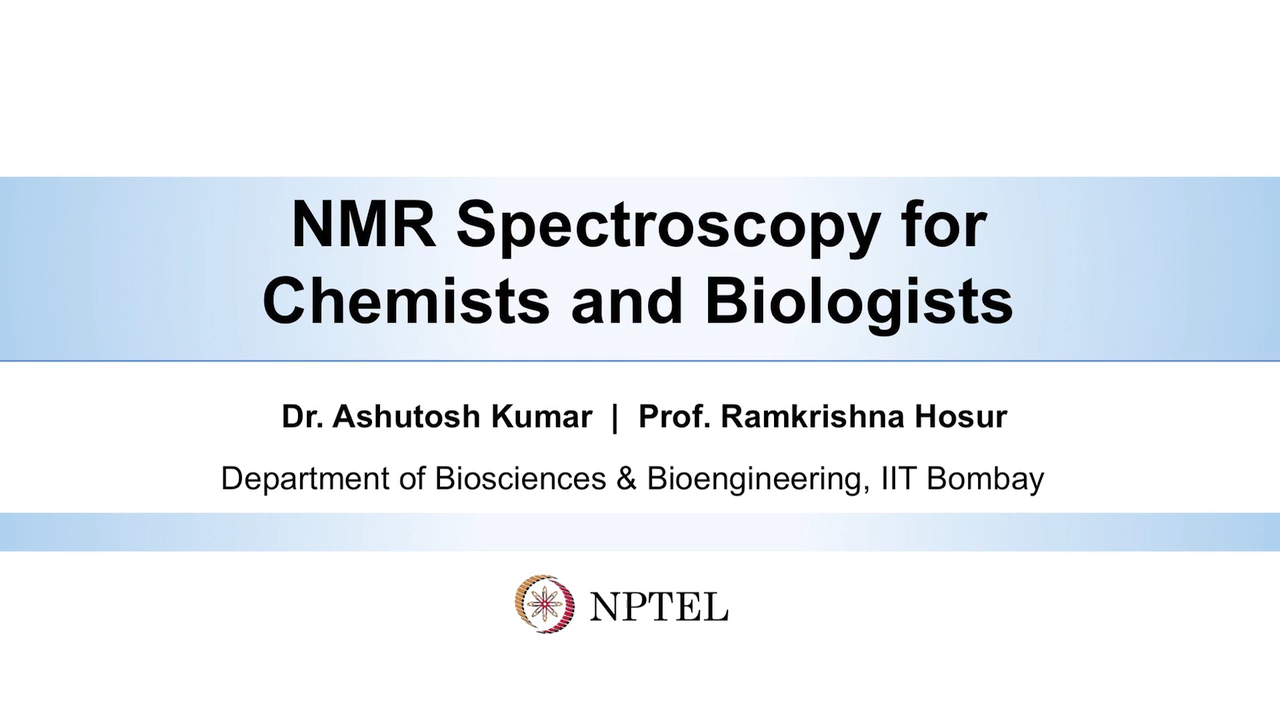 NMR Spectroscopy for
Chemists and Biologists
Dr. Ashutosh Kumar | Prof. Ramkrishna Hosur
Department of Biosciences & Bioengineering, IIT Bombay
NPTEL